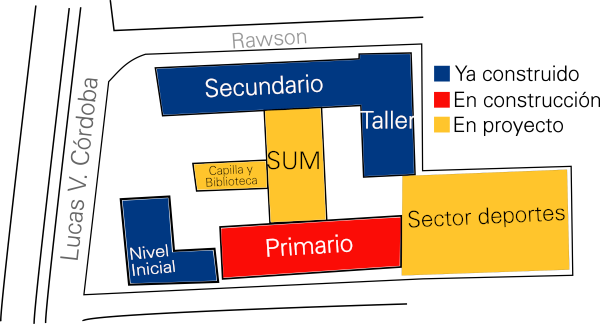 Rawson
Lucas V. Córdoba
Secundario
Taller
Ya construido
En construcción
En proyecto
SUM
Capilla y
Biblioteca
Sector deportes
Primario
Nivel
Inicial